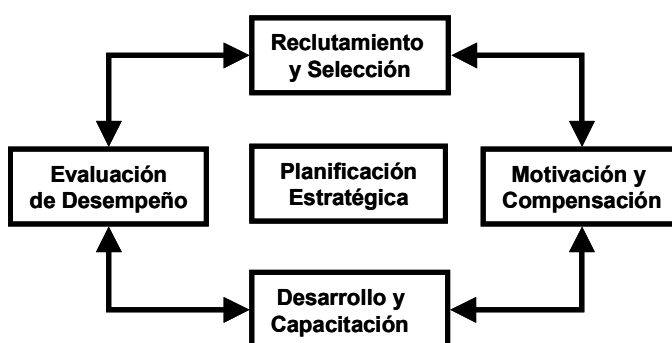 Reclutamiento
y Selección
Evaluación
de Desempeño
Planificación
Estratégica
Motivación y
Compensación
Desarrollo y
Capacitación